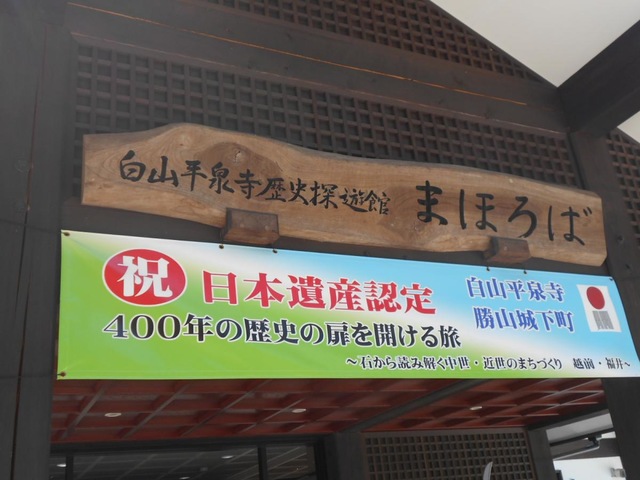 白山平泉寺歴史探遊館 まほろば
祝 日本遺産認定
白山平泉寺
勝山城下町
400年の歴史の扉を開ける旅
～石から読み解く中世・近世のまちづくり 越前・福井～